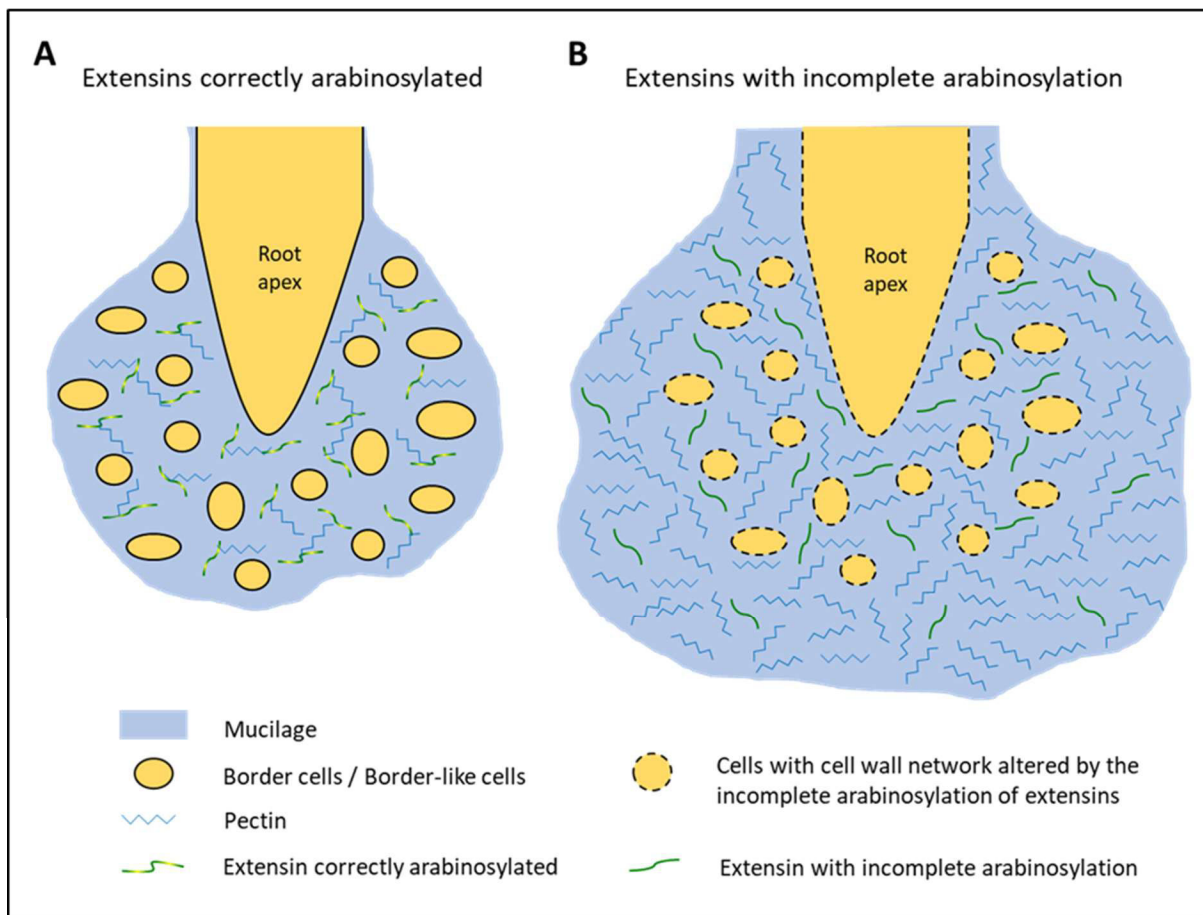 A
Extensins correctly arabinosylated
B
Extensins with incomplete arabinosylation
Root
apex
Root
apex
Mucilage
Border cells / Border-like cells
Pectin
Extensin correctly arabinosylated
Cells with cell wall network altered by the
incomplete arabinosylation of extensins
Extensin with incomplete arabinosylation